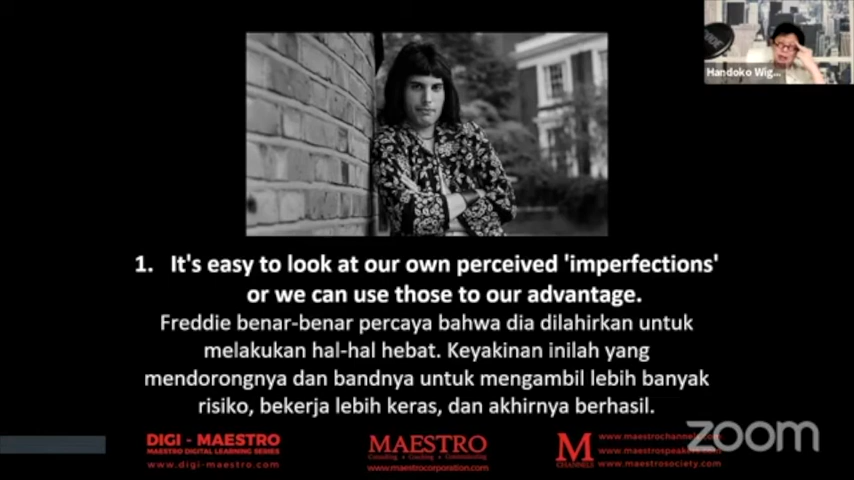 Handoko Wig...
1. It's easy to look at our own perceived 'imperfections'
or we can use those to our advantage.
Freddie benar-benar percaya bahwa dia dilahirkan untuk
melakukan hal-hal hebat. Keyakinan inilah yang
mendorongnya dan bandnya untuk mengambil lebih banyak
risiko, bekerja lebih keras, dan akhirnya berhasil.
DIGI - MAESTRO
MAESTRO DIGITAL LEARNING SERIES
www.digi-maestro.com
MAESTRO
Consulting • Coaching •
www.maestrocorporation.com
M
CHANNELS
www.maestrochannels.com
www.maestrospeakers.com
www.maestrosociety.com
zoom